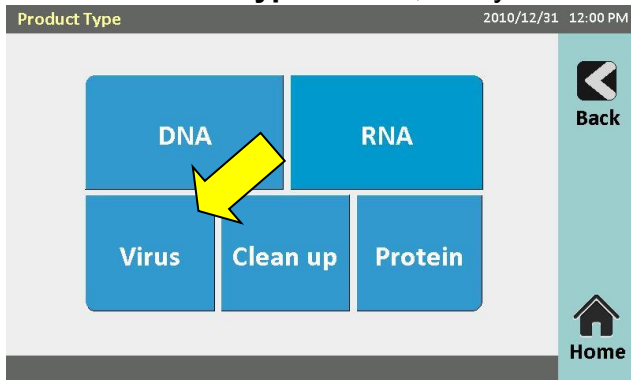 Product Type 2010/12/31 12:00 PM
Back
DNA RNA
Virus Clean up Protein
Home